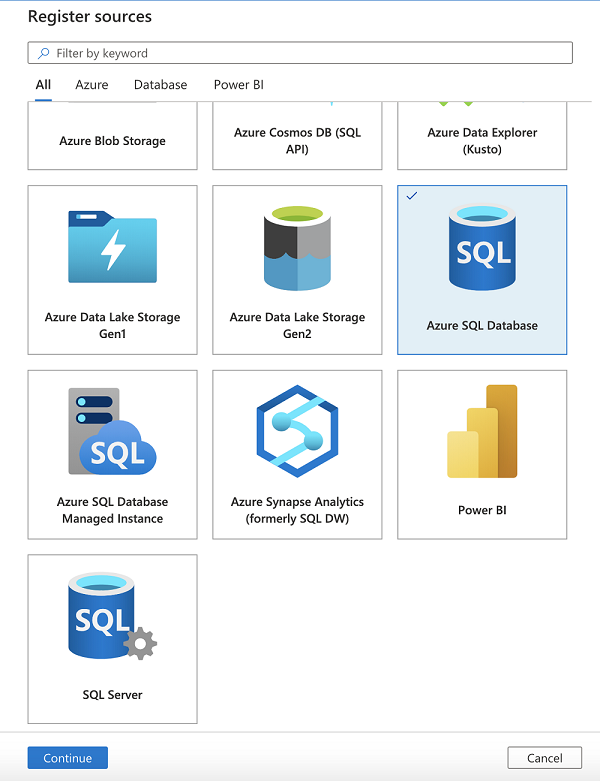 Register sources
Filter by keyword
All Azure Database Power BI
Azure Blob Storage
Azure Cosmos DB (SQL
API)
Azure Data Explorer
(Kusto)
Azure Data Lake Storage
Gen1
Azure Data Lake Storage
Gen2
SQL
Azure SQL Database
SQL
Azure SQL Database
Managed Instance
Azure Synapse Analytics
(formerly SQL DW)
Power BI
SQL
SQL Server
Continue
Cancel